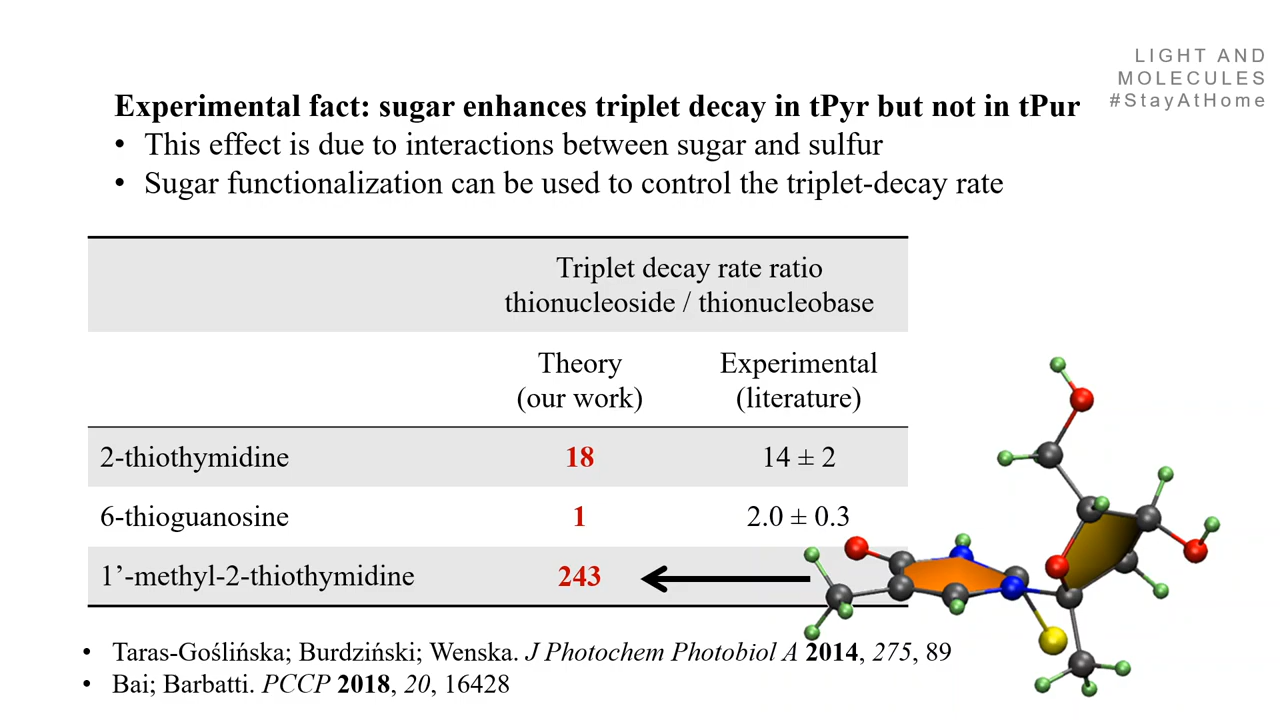 LIGHT AND
MOLECULES
#StayAtHome
Experimental fact: sugar enhances triplet decay in tPyr but not in tPur
• This effect is due to interactions between sugar and sulfur
• Sugar functionalization can be used to control the triplet-decay rate
Triplet decay rate ratio
thionucleoside / thionucleobase
Theory Experimental
(our work) (literature)
2-thiothymidine 18 14 ± 2
6-thioguanosine 1 2.0 ± 0.3
1’-methyl-2-thiothymidine 243
• Taras-Goślińska; Burdziński; Wenska. J Photochem Photobiol A 2014, 275, 89
• Bai; Barbatti. PCCP 2018, 20, 16428